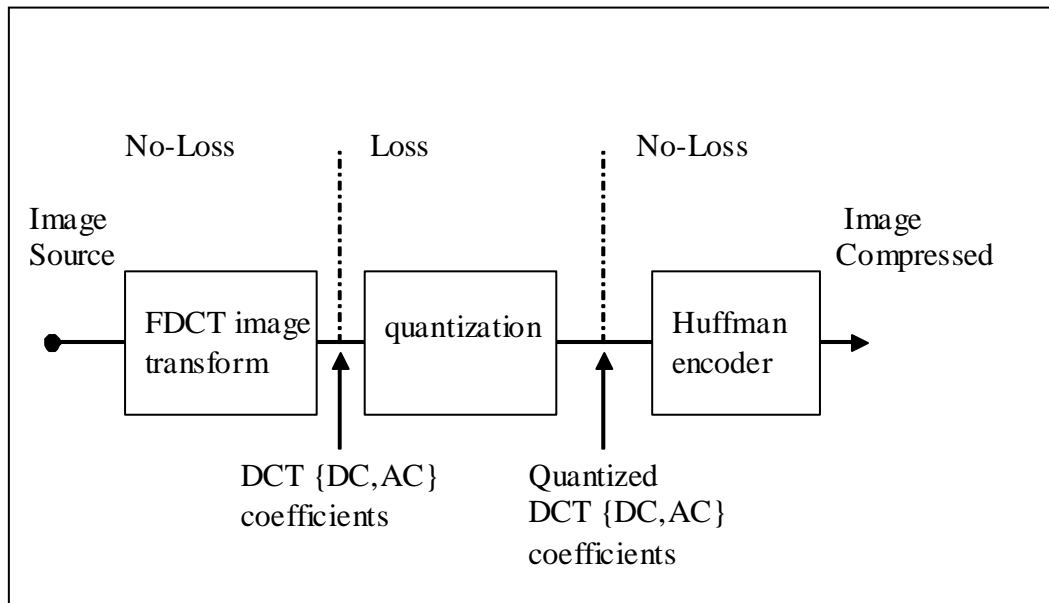 No-Loss
Loss
No-Loss
Image
Source
Image
Compressed
FDCT image
transform
quantization
Huffman
encoder
DCT {DC,AC}
coefficients
Quantized
DCT {DC,AC}
coefficients